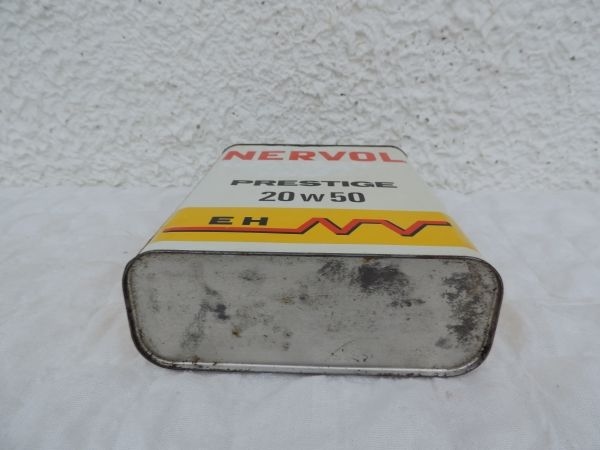 NERVOL
PRESTIGE
20 W 50
EH